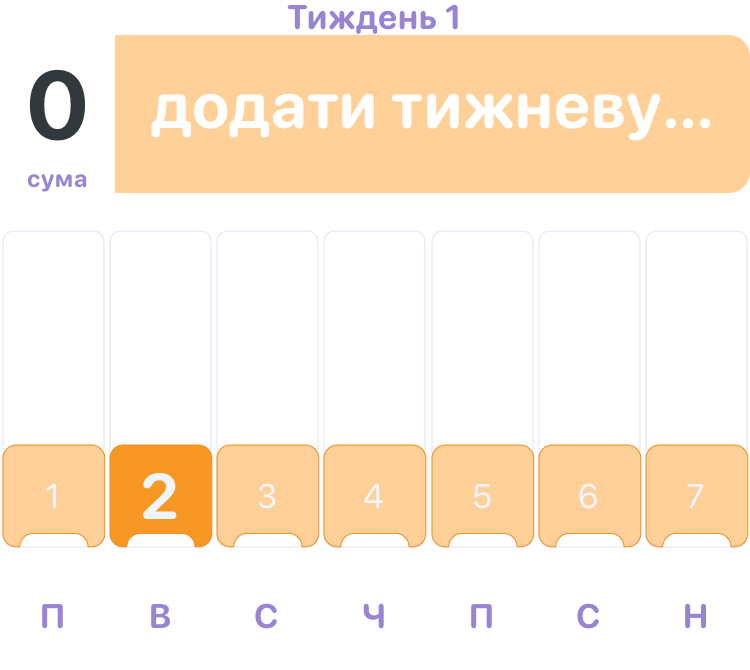 Тиждень 1
0
додати тижневу...
сума
1 2 3 4 5 6 7
П В С Ч П С Н